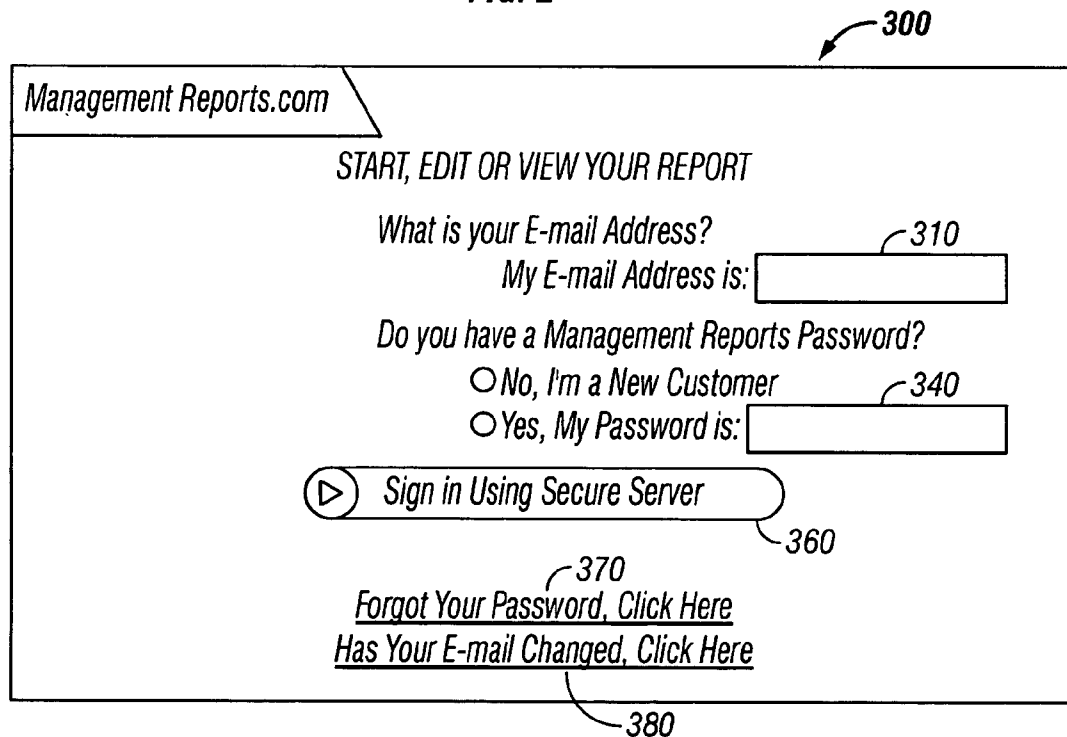 300
Management Reports.com
START, EDIT OR VIEW YOUR REPORT
What is your E-mail Address?
310
My E-mail Address is:
Do you have a Management Reports Password?
No, I'm a New Customer
340
Yes, My Password is:
Sign in Using Secure Server
360
370
Forgot Your Password, Click Here
Has Your E-mail Changed, Click Here
380